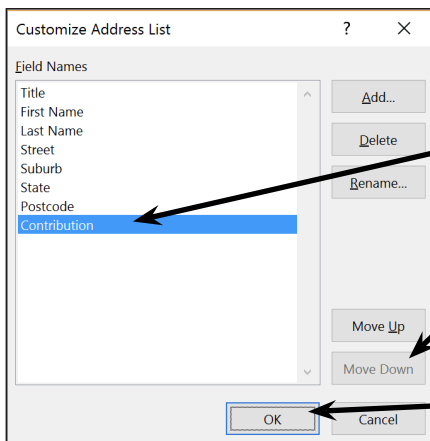 Customize Address List ? ×
Field Names
Title
First Name
Last Name
Street
Suburb
State
Postcode
Contribution
Add...
Delete
Rename...
Move Up
Move Down
OK
Cancel